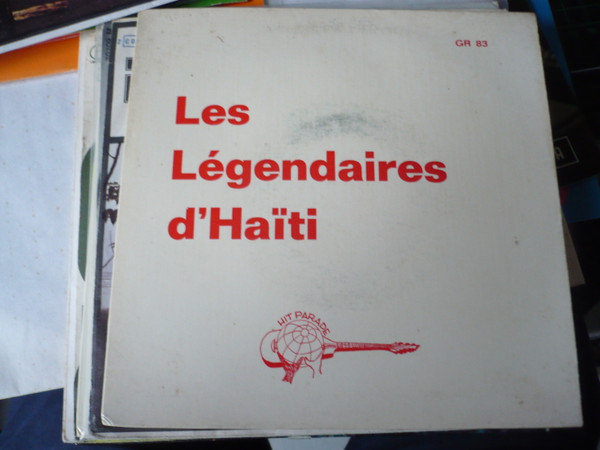 GR 83
Les
Légendaires
d'Haïti
HIT PARADE